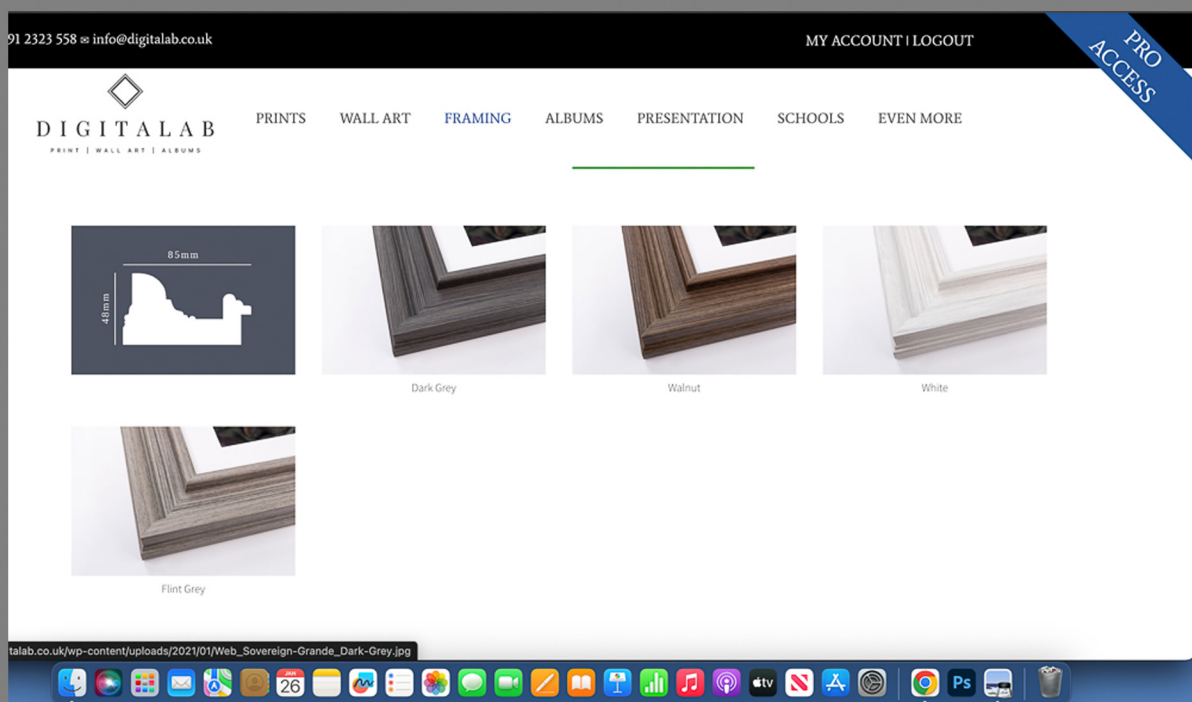 91 2323 558 ✉ info@digitalab.co.uk
MY ACCOUNT | LOGOUT
PRO
ACCESS
DIGITALAB
PRINT | WALL ART | ALBUMS
PRINTS WALL ART FRAMING ALBUMS PRESENTATION SCHOOLS EVEN MORE
85mm
48mm
Dark Grey
Walnut
White
Flint Grey
talab.co.uk/wp-content/uploads/2021/01/Web_Sovereign-Grande_Dark-Grey.jpg
JAN
26
tv
Ps